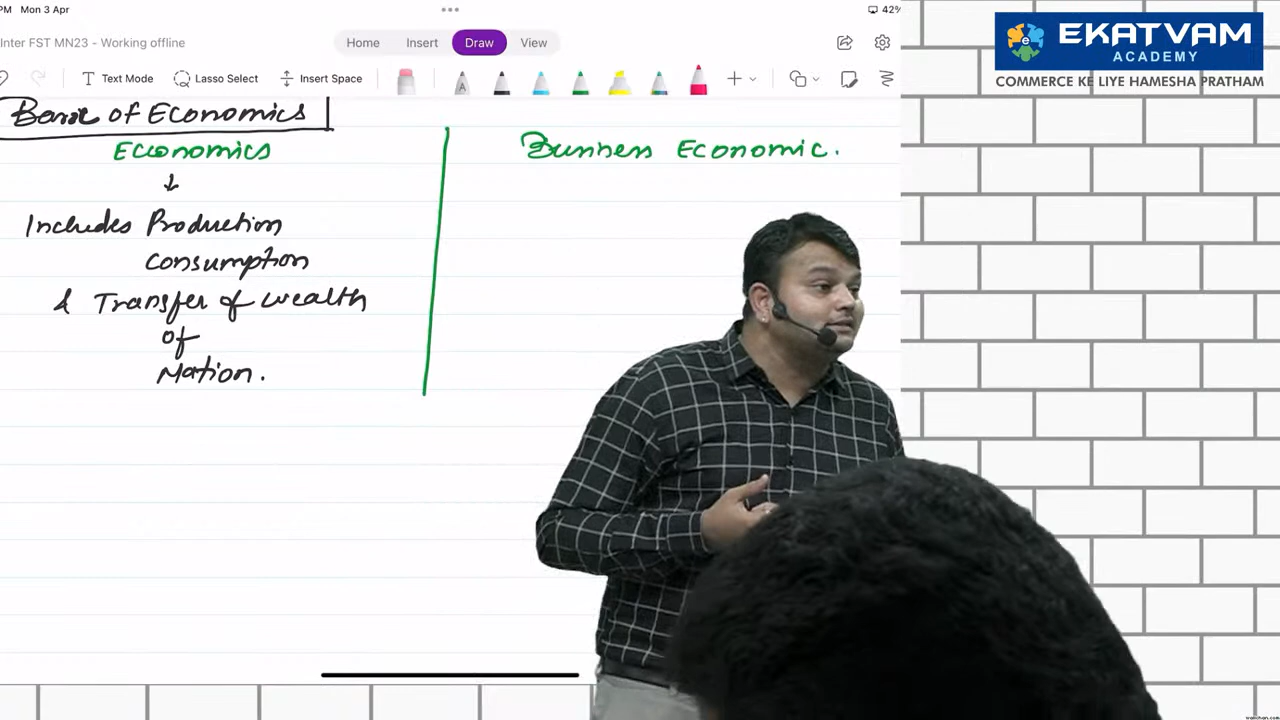 PM Mon 3 Apr
42%
Inter FST MN23 - Working offline
Home Insert Draw View
Text Mode Lasso Select Insert Space
EKATVAM
ACADEMY
COMMERCE KE LIYE HAMESHA PRATHAM
of Economics
Economics
Includes Production
Consumption
& Transfer of wealth
of
Nation.
Business Economic.